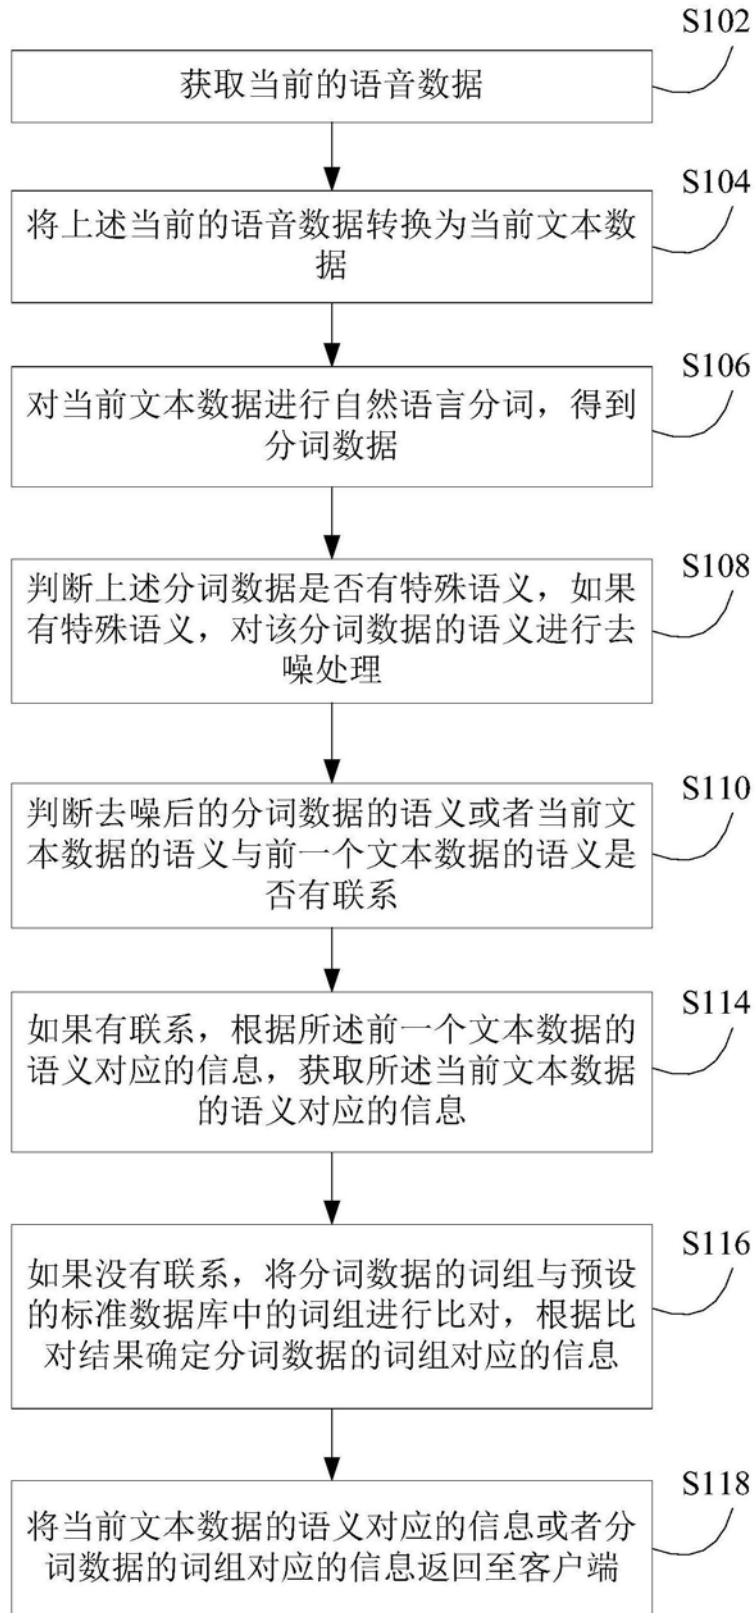 S102
获取当前的语音数据
S104
将上述当前的语音数据转换为当前文本数
据
S106
对当前文本数据进行自然语言分词，得到
分词数据
S108
判断上述分词数据是否有特殊语义，如果
有特殊语义，对该分词数据的语义进行去
噪处理
S110
判断去噪后的分词数据的语义或者当前文
本数据的语义与前一个文本数据的语义是
否有联系
S114
如果有联系，根据所述前一个文本数据的
语义对应的信息，获取所述当前文本数据
的语义对应的信息
S116
如果没有联系，将分词数据的词组与预设
的标准数据库中的词组进行比对，根据比
对结果确定分词数据的词组对应的信息
S118
将当前文本数据的语义对应的信息或者分
词数据的词组对应的信息返回至客户端